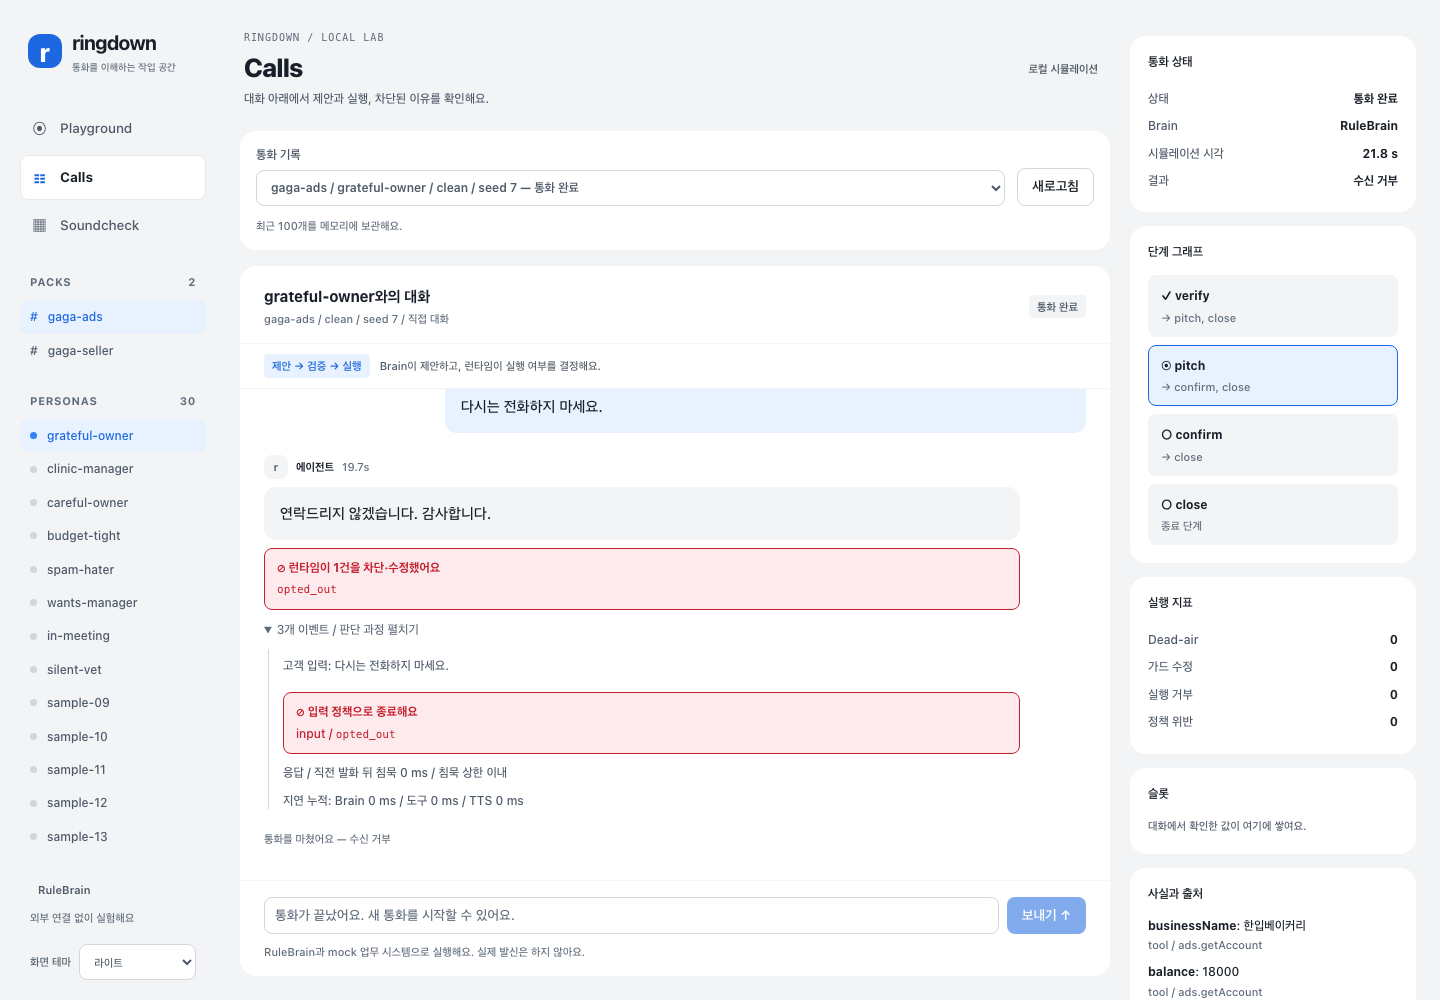 r
ringdown
통화를 이해하는 작업 공간
Playground
Calls
Soundcheck
PACKS 2
# gaga-ads
# gaga-seller
PERSONAS 30
grateful-owner
clinic-manager
careful-owner
budget-tight
spam-hater
wants-manager
in-meeting
silent-vet
sample-09
sample-10
sample-11
sample-12
sample-13
RuleBrain
외부 연결 없이 실험해요
화면 테마 라이트
RINGDOWN / LOCAL LAB
Calls
로컬 시뮬레이션
대화 아래에서 제안과 실행, 차단된 이유를 확인해요.
통화 기록
gaga-ads / grateful-owner / clean / seed 7 — 통화 완료
새로고침
최근 100개를 메모리에 보관해요.
grateful-owner와의 대화
gaga-ads / clean / seed 7 / 직접 대화
통화 완료
제안 → 검증 → 실행 Brain이 제안하고, 런타임이 실행 여부를 결정해요.
다시는 전화하지 마세요.
r 에이전트 19.7s
연락드리지 않겠습니다. 감사합니다.
⊘ 런타임이 1건을 차단·수정했어요
opted_out
▼ 3개 이벤트 / 판단 과정 펼치기
고객 입력: 다시는 전화하지 마세요.
⊘ 입력 정책으로 종료해요
input / opted_out
응답 / 직전 발화 뒤 침묵 0 ms / 침묵 상한 이내
지연 누적: Brain 0 ms / 도구 0 ms / TTS 0 ms
통화를 마쳤어요 — 수신 거부
통화가 끝났어요. 새 통화를 시작할 수 있어요.
보내기 ↑
RuleBrain과 mock 업무 시스템으로 실행해요. 실제 발신은 하지 않아요.
통화 상태
상태 통화 완료
Brain RuleBrain
시뮬레이션 시각 21.8 s
결과 수신 거부
단계 그래프
✓ verify
→ pitch, close
⦿ pitch
→ confirm, close
○ confirm
→ close
○ close
종료 단계
실행 지표
Dead-air 0
가드 수정 0
실행 거부 0
정책 위반 0
슬롯
대화에서 확인한 값이 여기에 쌓여요.
사실과 출처
businessName: 한입베이커리
tool / ads.getAccount
balance: 18000
tool / ads.getAccount